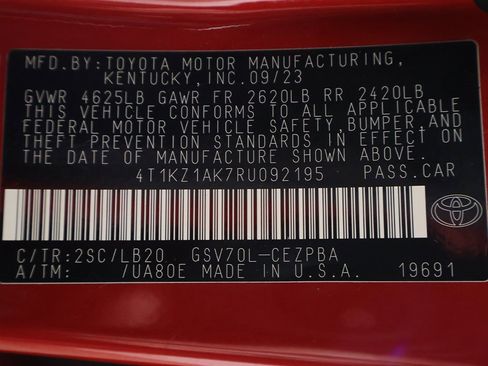 MFD.BY:TOYOTA MOTOR MANUFACTURING,
KENTUCKY,INC.09/23
GVWR 4625LB GAWR FR 2620LB RR 2420LB
THIS VEHICLE CONFORMS TO ALL APPLICABLE
FEDERAL MOTOR VEHICLE SAFETY,BUMPER,AND
THEFT PREVENTION STANDARDS IN EFFECT ON
THE DATE OF MANUFACTURE SHOWN ABOVE.
4T1KZ1AK7RU092195 PASS.CAR
C/TR:2SC/LB20 GSV70L-CEZPBA
A/TM: /UA80E MADE IN U.S.A. 19691